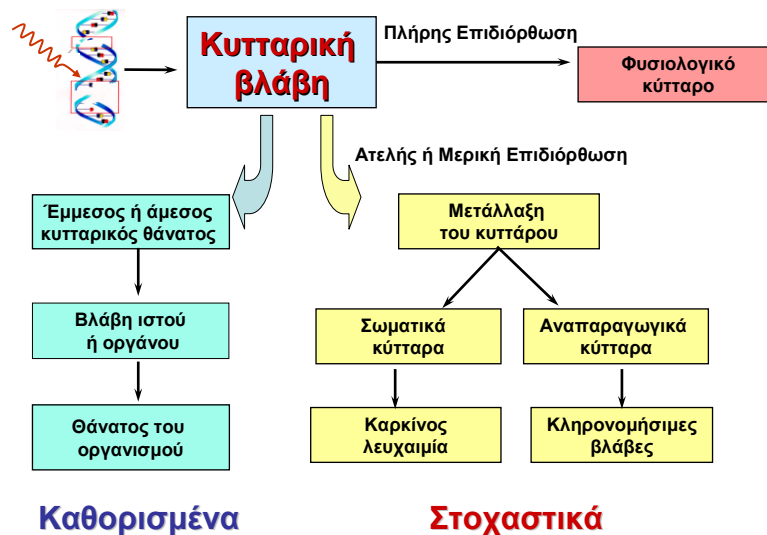 Κυτταρική
βλάβη
Πλήρης Επιδιόρθωση
Φυσιολογικό
κύτταρο
Ατελής ή Μερική Επιδιόρθωση
Έμμεσος ή άμεσος
κυτταρικός θάνατος
Μετάλλαξη
του κυττάρου
Βλάβη ιστού
ή οργάνου
Σωματικά
κύτταρα
Αναπαραγωγικά
κύτταρα
Θάνατος του
οργανισμού
Καρκίνος
λευχαιμία
Κληρονομήσιμες
βλάβες
Καθορισμένα
Στοχαστικά